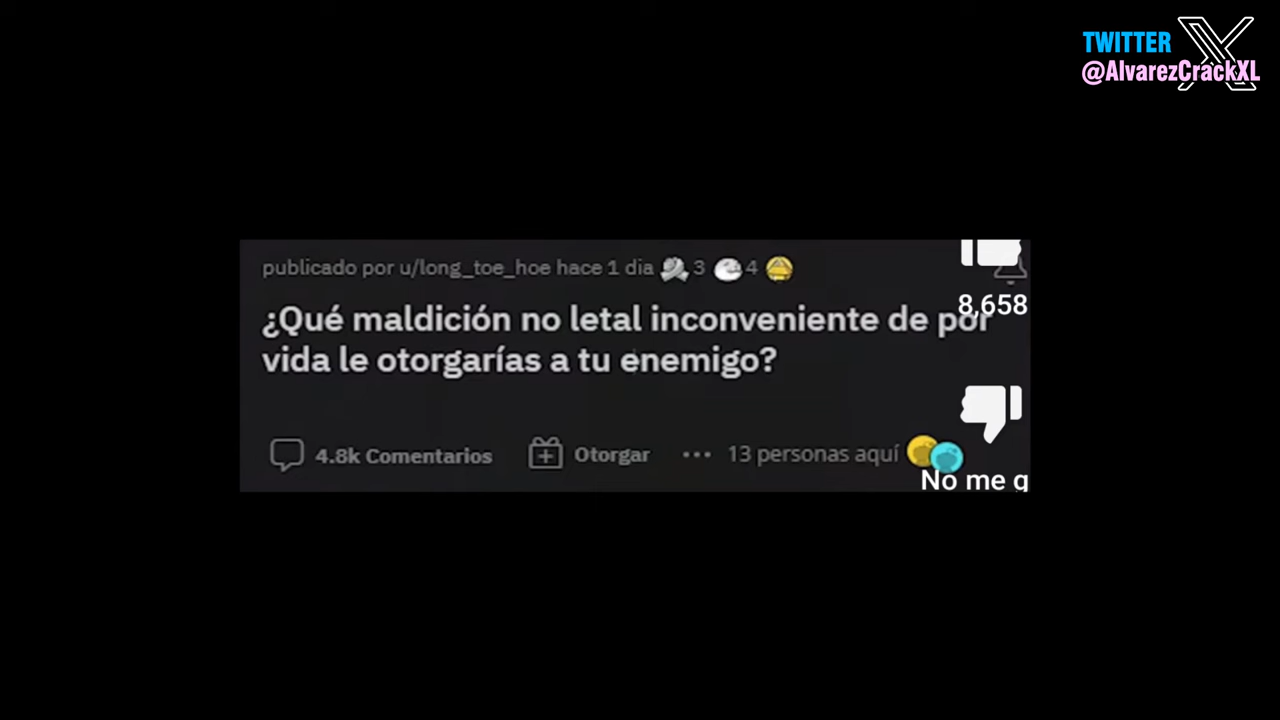 TWITTER
@AlvarezCrackXL
publicado por u/long_toe_hoe hace 1 dia 3 4
8,658
¿Qué maldición no letal inconveniente de por
vida le otorgarías a tu enemigo?
4.8k Comentarios Otorgar ... 13 personas aquí
No me g